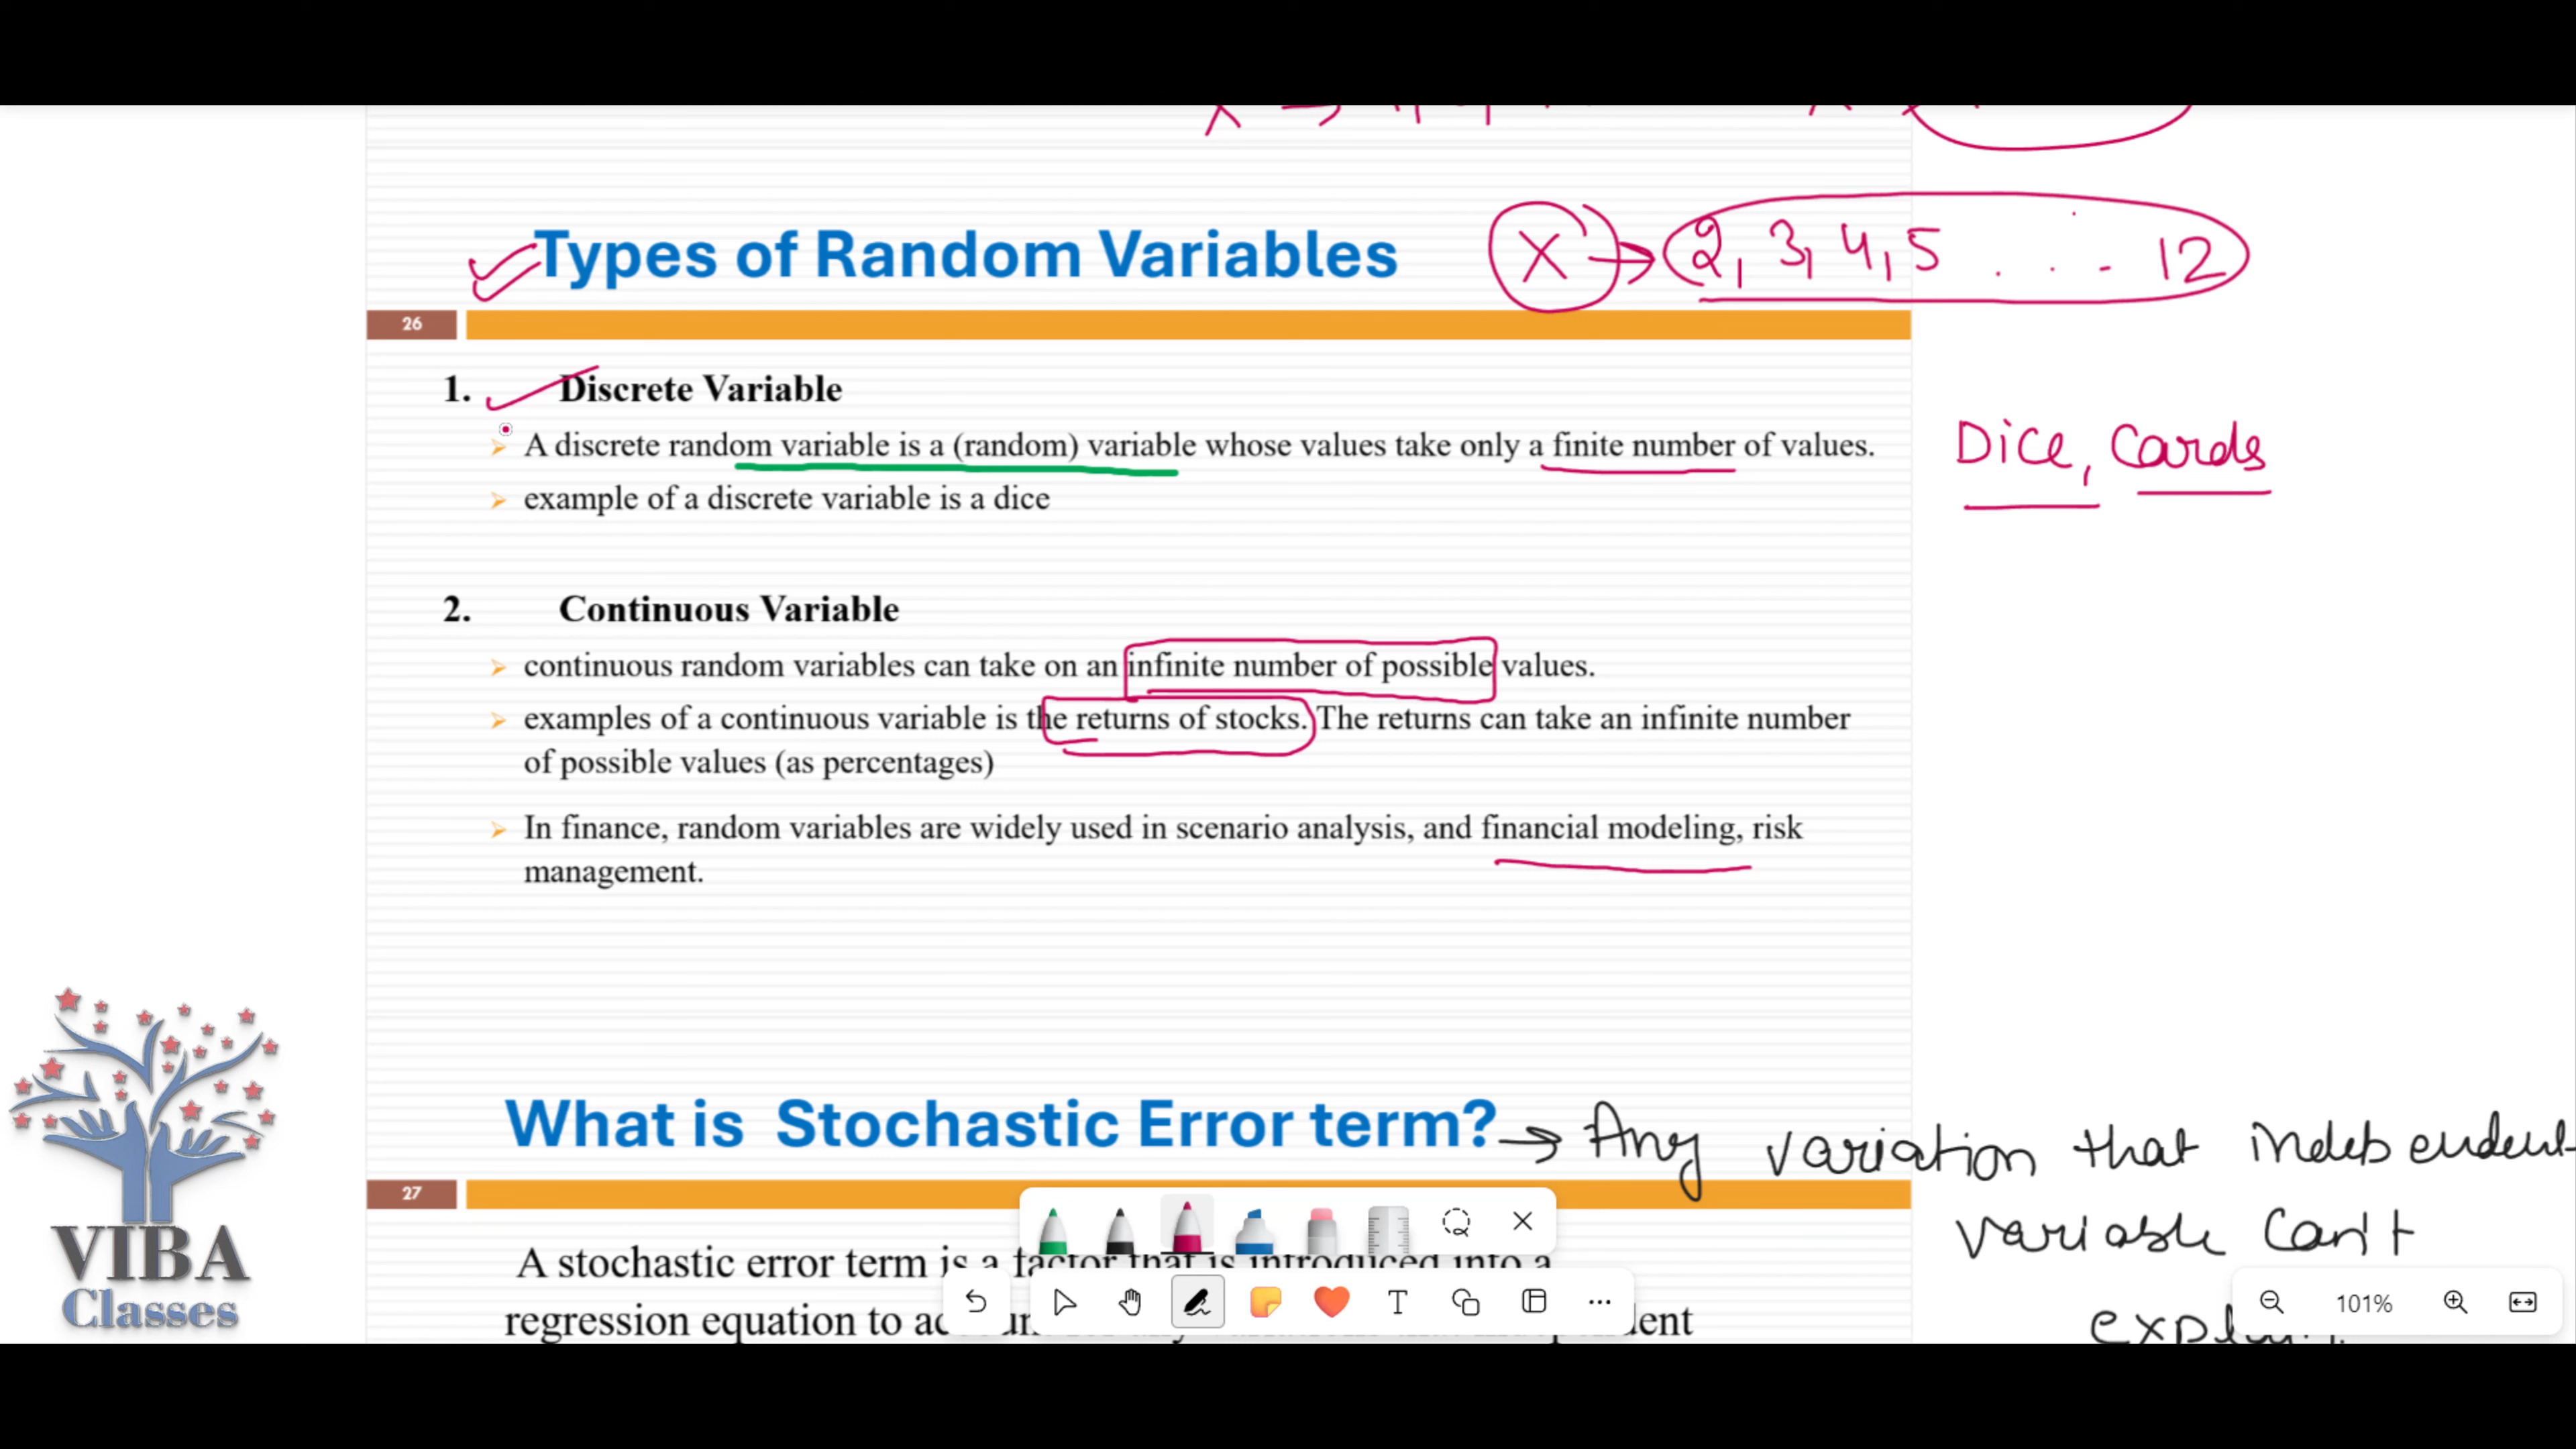 Types of Random Variables
X → 2, 3, 4, 5 . . . - 12
26
1. Discrete Variable
A discrete random variable is a (random) variable whose values take only a finite number of values.
Dice, Cards
example of a discrete variable is a dice
2. Continuous Variable
continuous random variables can take on an infinite number of possible values.
examples of a continuous variable is the returns of stocks. The returns can take an infinite number
of possible values (as percentages)
In finance, random variables are widely used in scenario analysis, and financial modeling, risk
management.
What is Stochastic Error term? → Any variation that independent
27
variable can't
A stochastic error term is a factor that is introduced into a
regression equation to
VIBA
Classes
101%